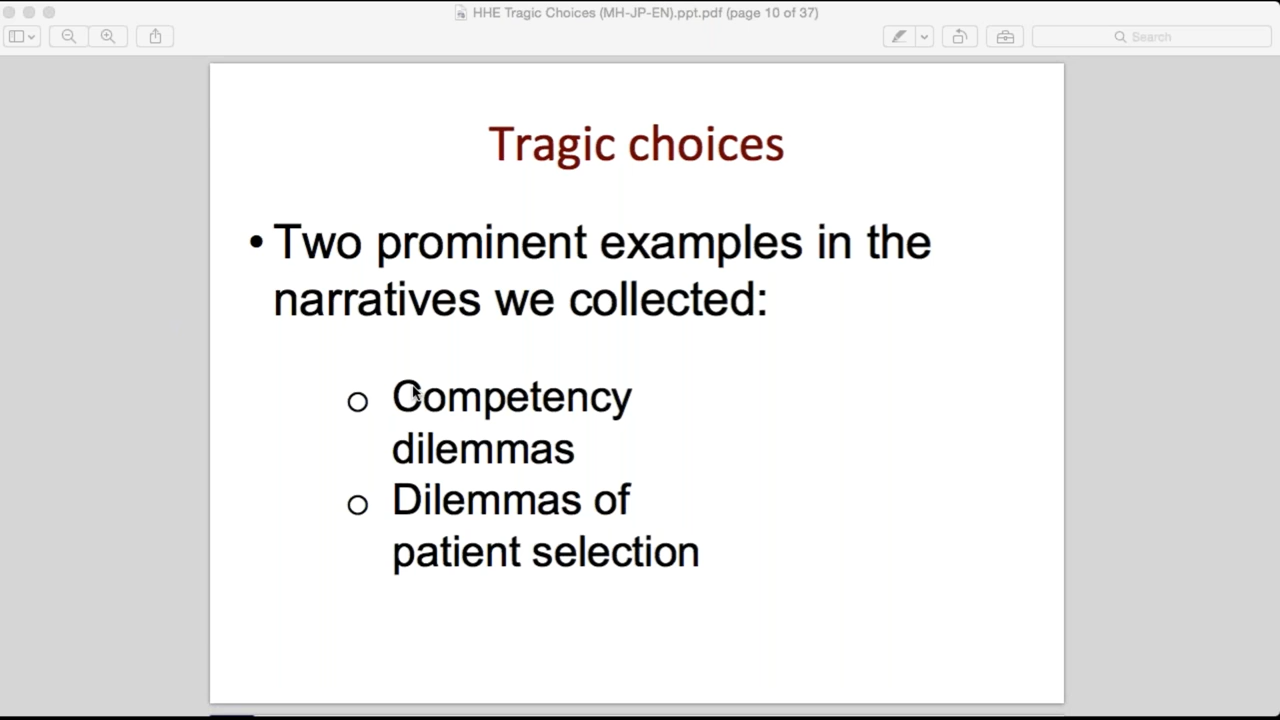 HHE Tragic Choices (MH-JP-EN).ppt.pdf (page 10 of 37)
Search
Tragic choices
• Two prominent examples in the
narratives we collected:
o Competency
dilemmas
o Dilemmas of
patient selection